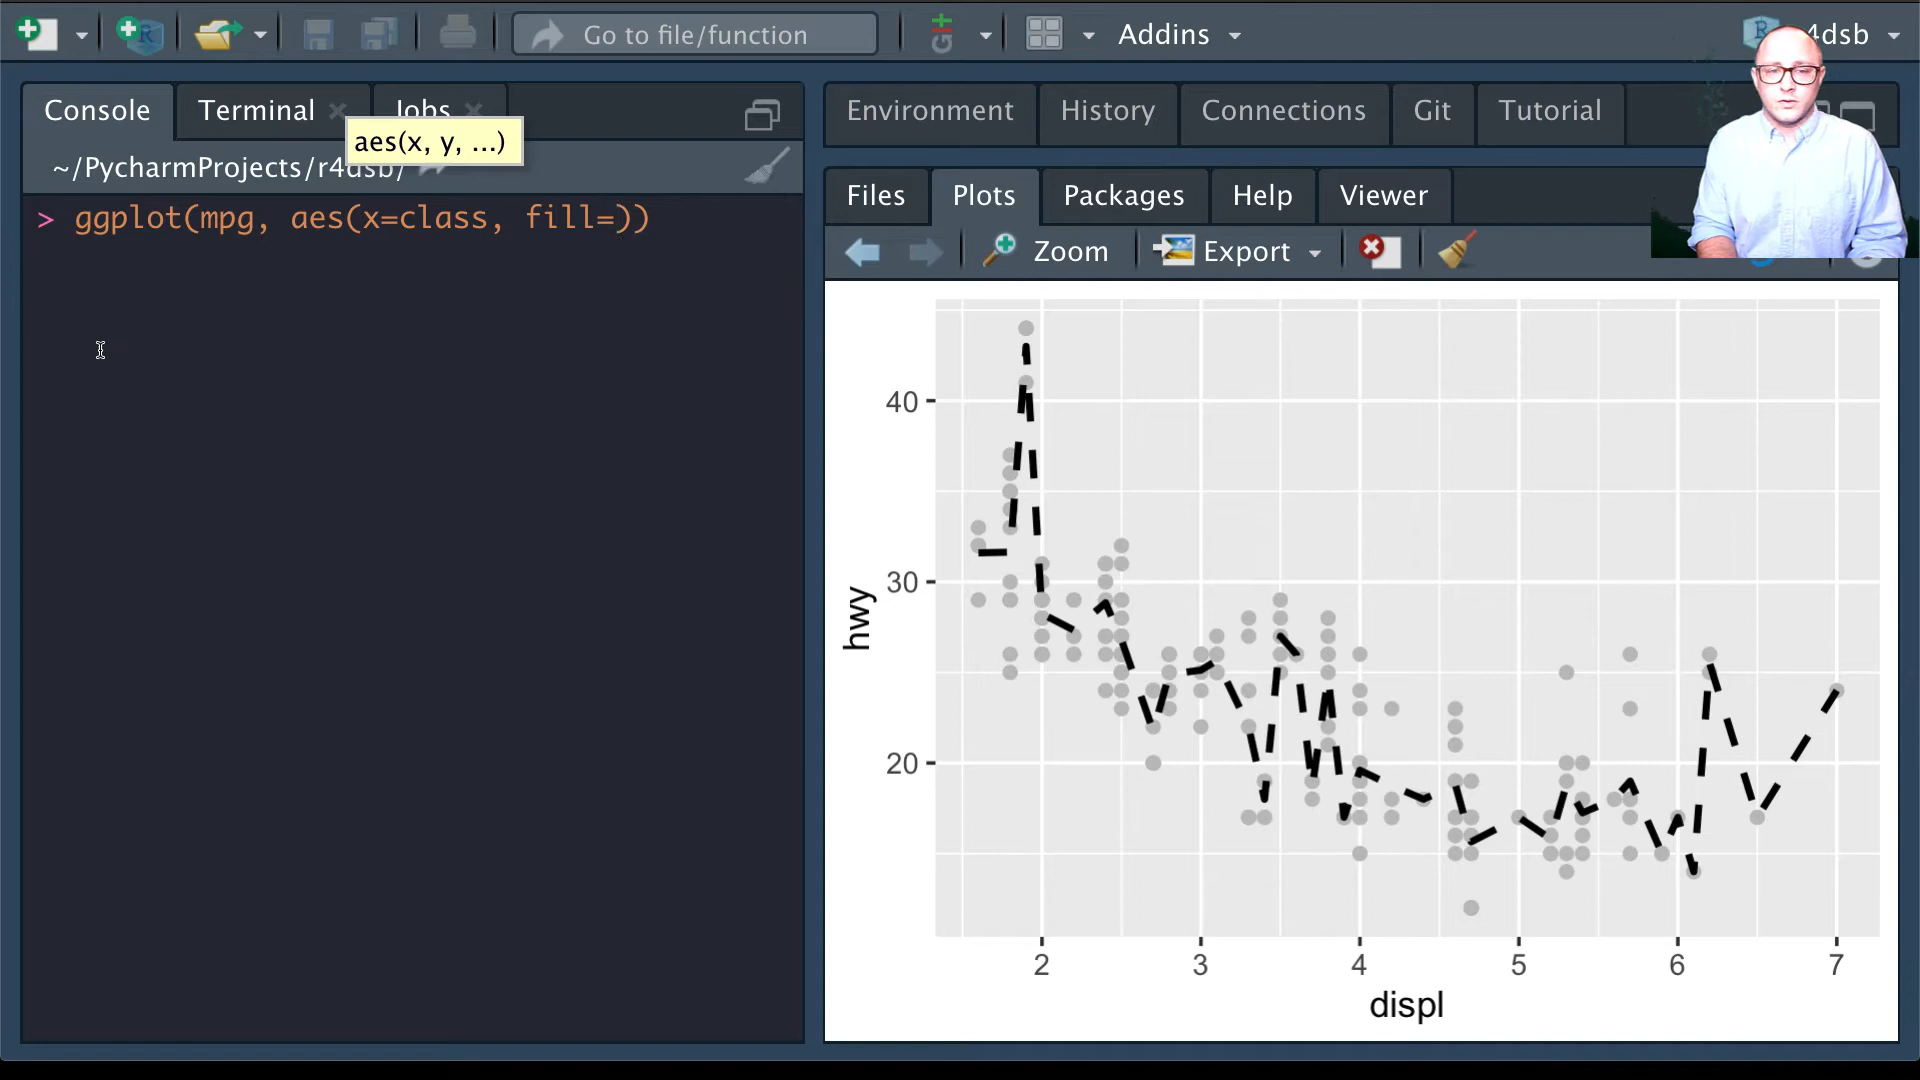 Go to file/function
Git
Addins
4dsb
Console
Terminal
Jobs
aes(x, y, ...)
~/PycharmProjects/r4dsb/
> ggplot(mpg, aes(x=class, fill=))
Environment
History
Connections
Git
Tutorial
Files
Plots
Packages
Help
Viewer
Zoom
Export
40
30
20
hwy
2 3 4 5 6 7
displ